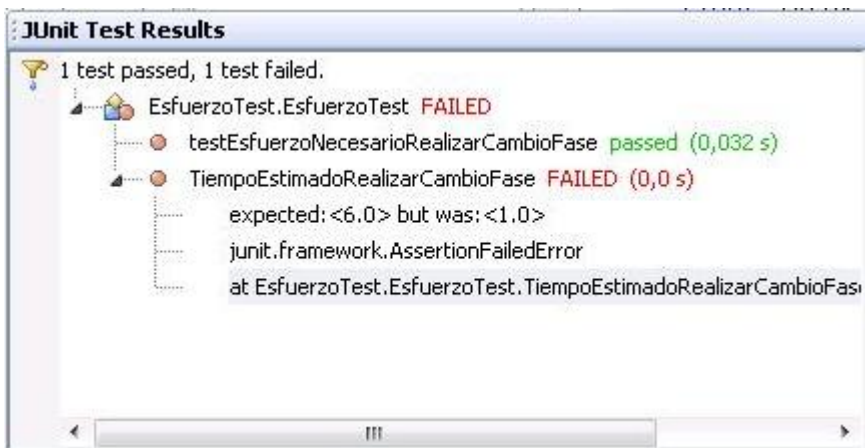 JUnit Test Results
1 test passed, 1 test failed.
EsfuerzoTest.EsfuerzoTest FAILED
testEsfuerzoNecesarioRealizarCambioFase passed (0,032 s)
TiempoEstimadoRealizarCambioFase FAILED (0,0 s)
expected:<6.0> but was:<1.0>
junit.framework.AssertionFailedError
at EsfuerzoTest.EsfuerzoTest.TiempoEstimadoRealizarCambioFas